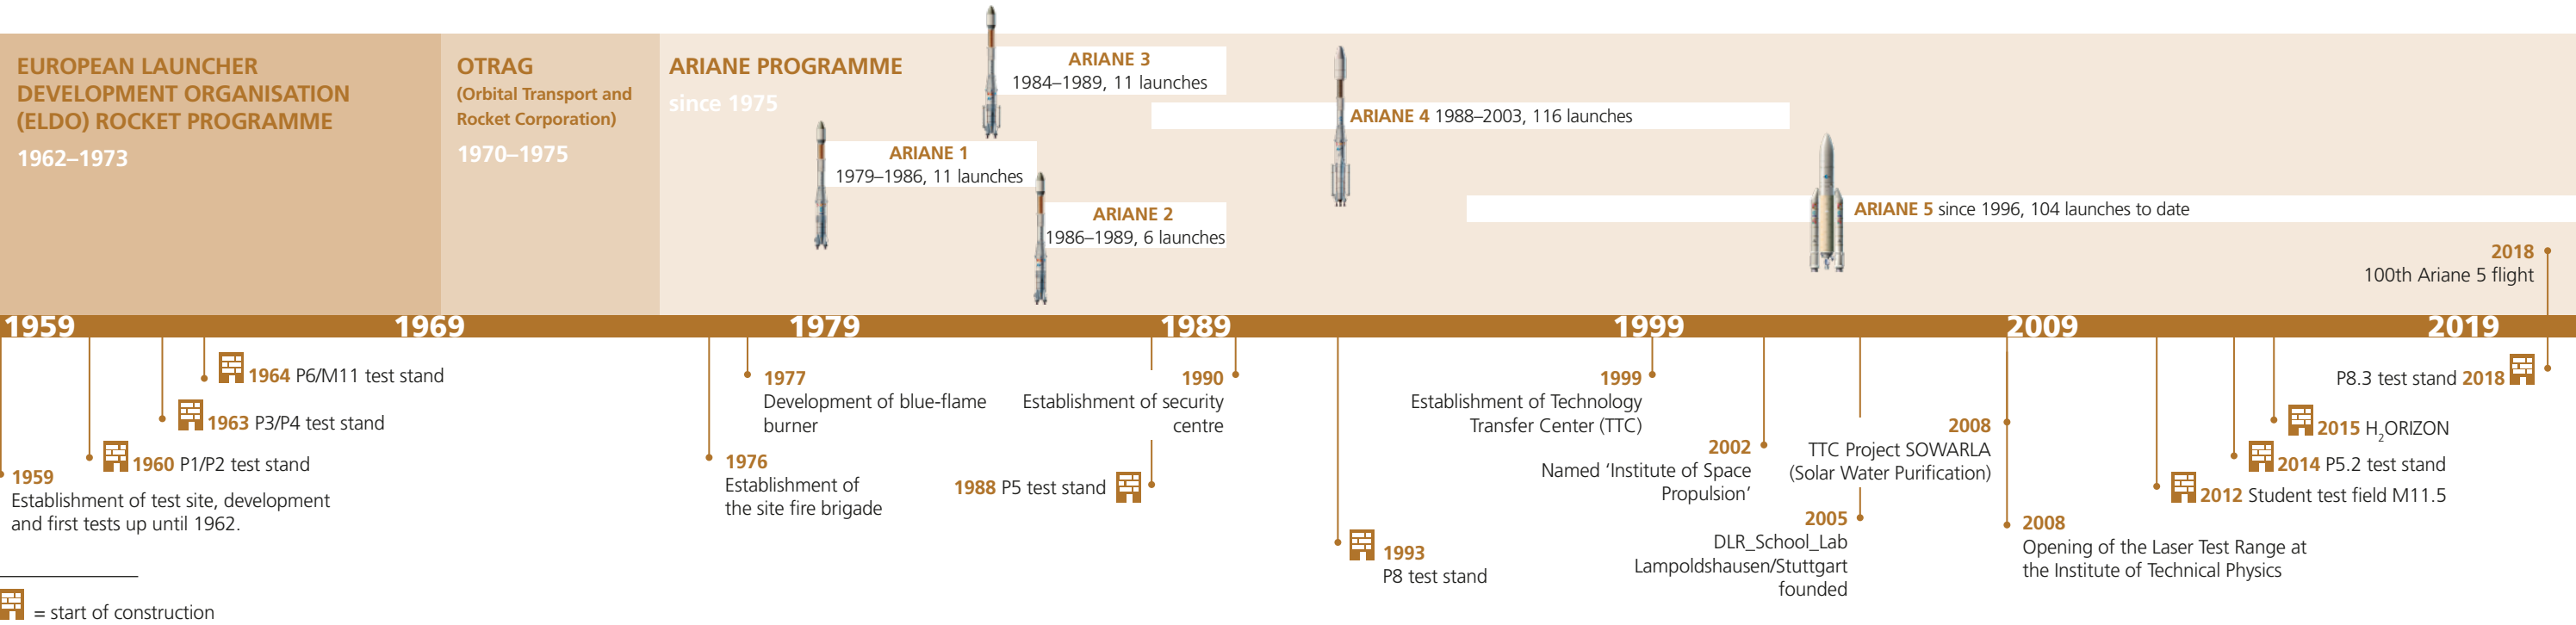 EUROPEAN LAUNCHER
DEVELOPMENT ORGANISATION
(ELDO) ROCKET PROGRAMME
1962–1973
OTRAG
(Orbital Transport and
Rocket Corporation)
1970–1975
ARIANE PROGRAMME
since 1975
ARIANE 3
1984–1989, 11 launches
ARIANE 4 1988–2003, 116 launches
ARIANE 1
1979–1986, 11 launches
ARIANE 2
1986–1989, 6 launches
ARIANE 5 since 1996, 104 launches to date
2018
100th Ariane 5 flight
1959 1969 1979 1989 1999 2009 2019
1964 P6/M11 test stand
1963 P3/P4 test stand
1960 P1/P2 test stand
1959
Establishment of test site, development
and first tests up until 1962.
1977
Development of blue-flame
burner
1976
Establishment of
the site fire brigade
1990
Establishment of security
centre
1988 P5 test stand
1993
P8 test stand
1999
Establishment of Technology
Transfer Center (TTC)
2002
Named ‘Institute of Space
Propulsion’
2005
DLR_School_Lab
Lampoldshausen/Stuttgart
founded
2008
TTC Project SOWARLA
(Solar Water Purification)
2008
Opening of the Laser Test Range at
the Institute of Technical Physics
P8.3 test stand 2018
2015 H₂ORIZON
2014 P5.2 test stand
2012 Student test field M11.5
= start of construction